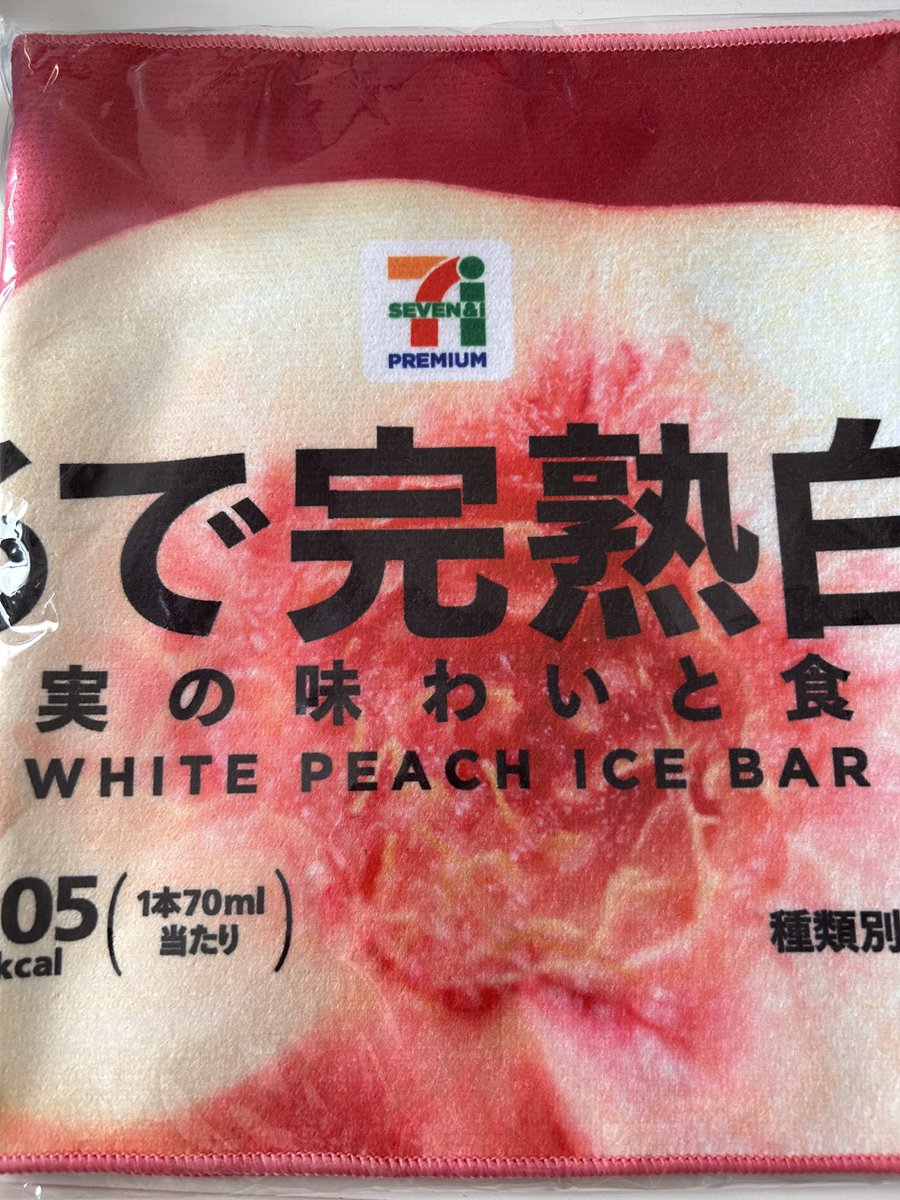 SEVEN&i
PREMIUM
るで完熟白
実の味わいと食
WHITE PEACH ICE BAR
05
kcal
(1本70ml
当たり)
種類別